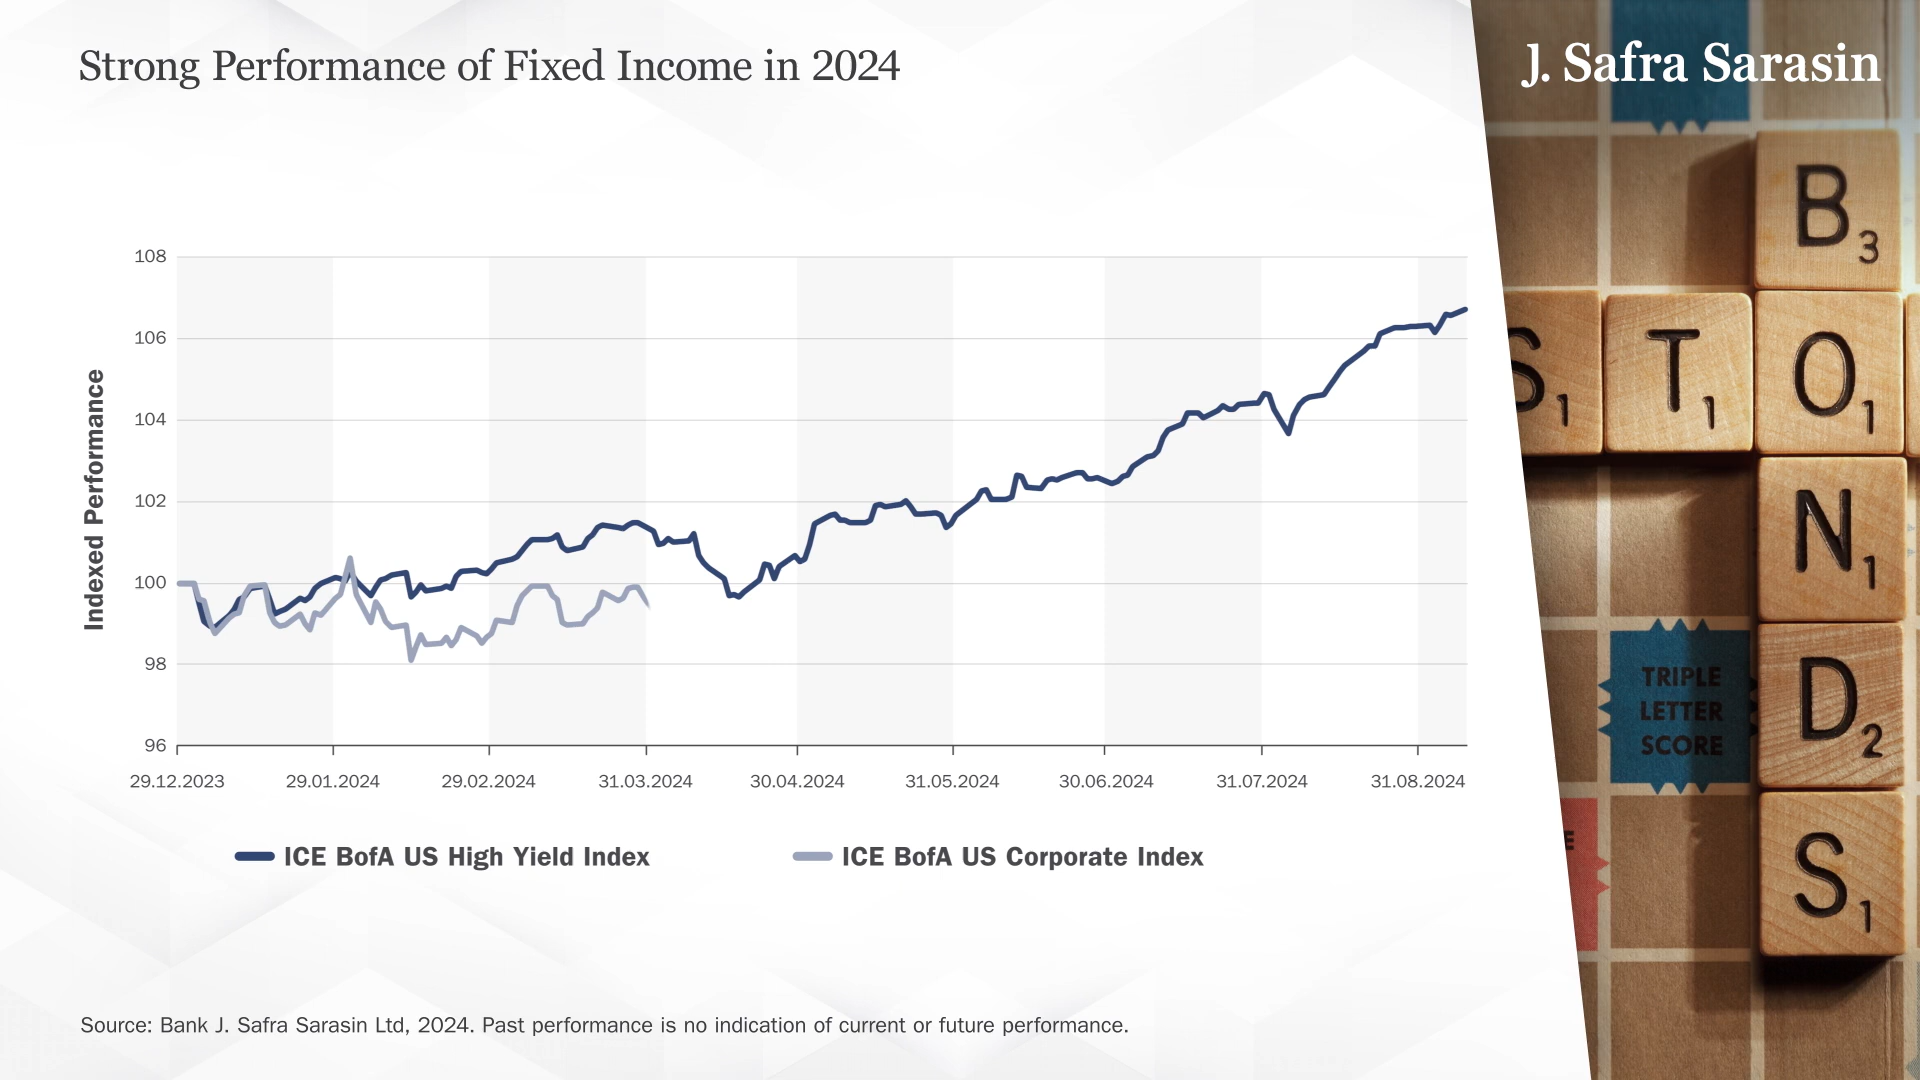 Strong Performance of Fixed Income in 2024
J. Safra Sarasin
Indexed Performance
108
106
104
102
100
98
96
29.12.2023 29.01.2024 29.02.2024 31.03.2024 30.04.2024 31.05.2024 30.06.2024 31.07.2024 31.08.2024
ICE BofA US High Yield Index ICE BofA US Corporate Index
Source: Bank J. Safra Sarasin Ltd, 2024. Past performance is no indication of current or future performance.
B3
S1 T1 O1
N1
D2
S1
TRIPLE
LETTER
SCORE